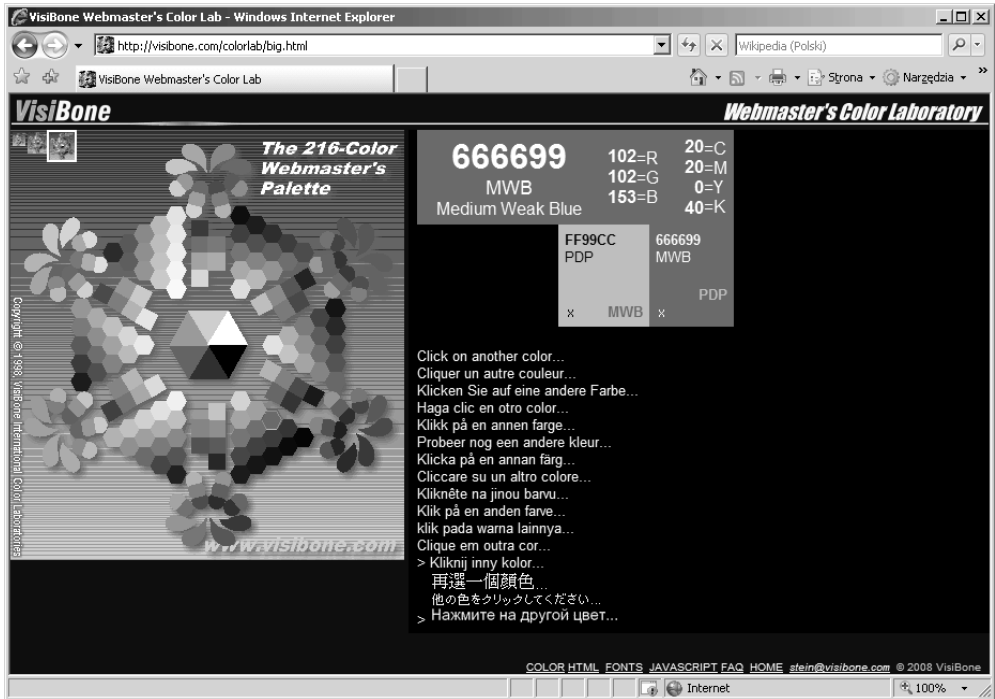 VisiBone Webmaster's Color Lab - Windows Internet Explorer
http://visibone.com/colorlab/big.html
Wikipedia (Polski)
VisiBone Webmaster's Color Lab
Strona
Narzędzia
»
VisiBone
Webmaster's Color Laboratory
The 216-Color
Webmaster's
Palette
Copyright © 1998, VisiBone International Color Laboratories
www.visibone.com
666699
MWB
Medium Weak Blue
102=R
102=G
153=B
20=C
20=M
0=Y
40=K
FF99CC
PDP
x MWB
666699
MWB
PDP
x
Click on another color...
Cliquer un autre couleur...
Klicken Sie auf eine andere Farbe...
Haga clic en otro color...
Klikk på en annen farge...
Probeer nog een andere kleur...
Klicka på en annan färg...
Cliccare su un altro colore...
Klikněte na jinou barvu...
Klik på en anden farve...
klik pada warna lainnya...
Clique em outra cor...
> Kliknij inny kolor...
再選一個顏色...
他の色をクリックしてください...
> Нажмите на другой цвет...
COLOR HTML FONTS JAVASCRIPT FAQ HOME stein@visibone.com © 2008 VisiBone
Internet
100%